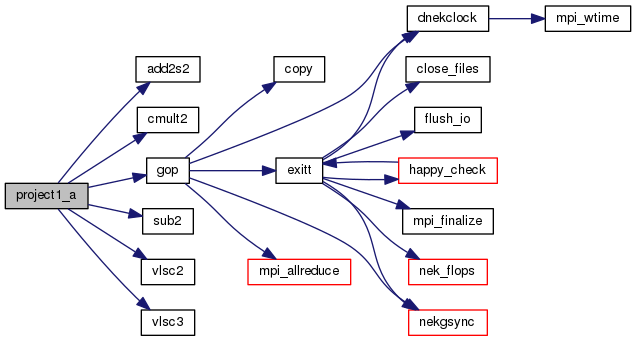 project1_a
add2s2
cmult2
gop
sub2
vlsc2
vlsc3
copy
exitt
mpi_allreduce
dnekclock
close_files
flush_io
happy_check
mpi_finalize
nek_flops
nekgsync
mpi_wtime